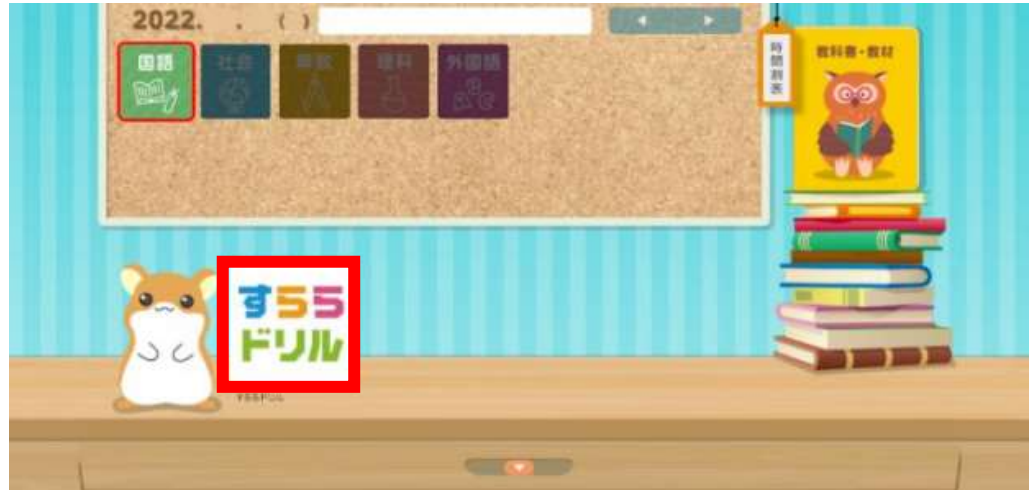 2022. . ( )
国語 社会 算数 理科 外国語
時間割表
教科書・教材
すらら
ドリル
すららドリル